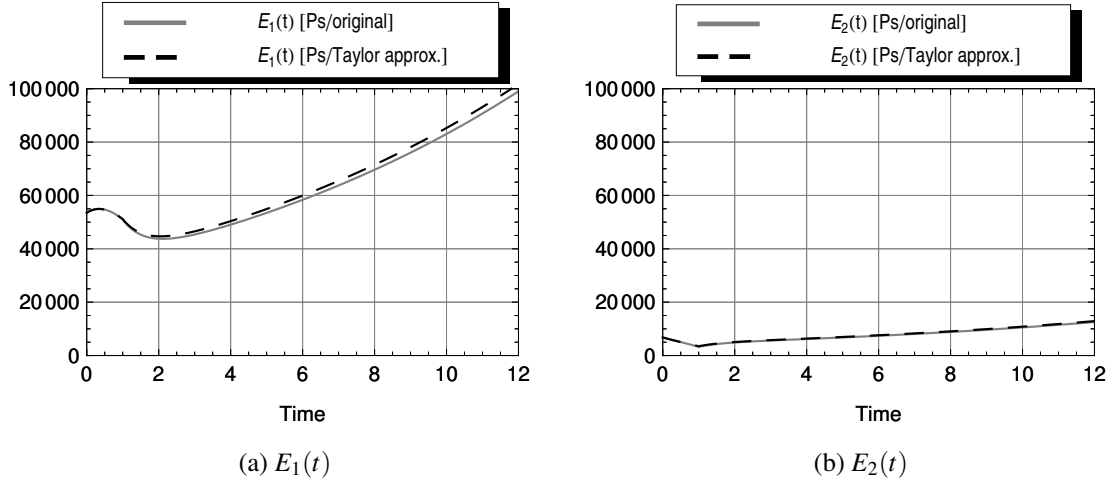 E1(t) [Ps/original]
E1(t) [Ps/Taylor approx.]
100 000
80 000
60 000
40 000
20 000
0
0 2 4 6 8 10 12
Time
(a) E1(t)
E2(t) [Ps/original]
E2(t) [Ps/Taylor approx.]
100 000
80 000
60 000
40 000
20 000
0
0 2 4 6 8 10 12
Time
(b) E2(t)